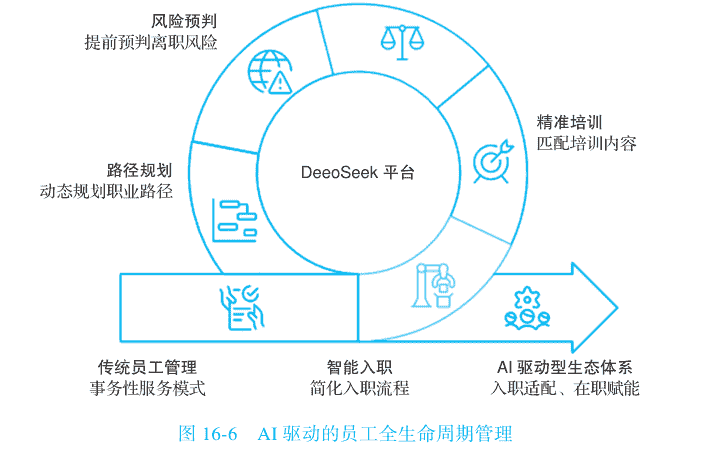 风险预判
提前预判离职风险
精准培训
匹配培训内容
DeeoSeek 平台
路径规划
动态规划职业路径
传统员工管理
事务性服务模式
智能入职
简化入职流程
AI 驱动型生态体系
入职适配、在职赋能
图 16-6 AI 驱动的员工全生命周期管理